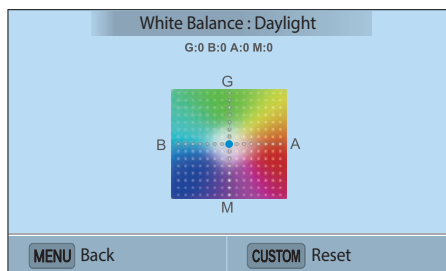 White Balance : Daylight
G:0 B:0 A:0 M:0
G
B A
M
MENU Back CUSTOM Reset